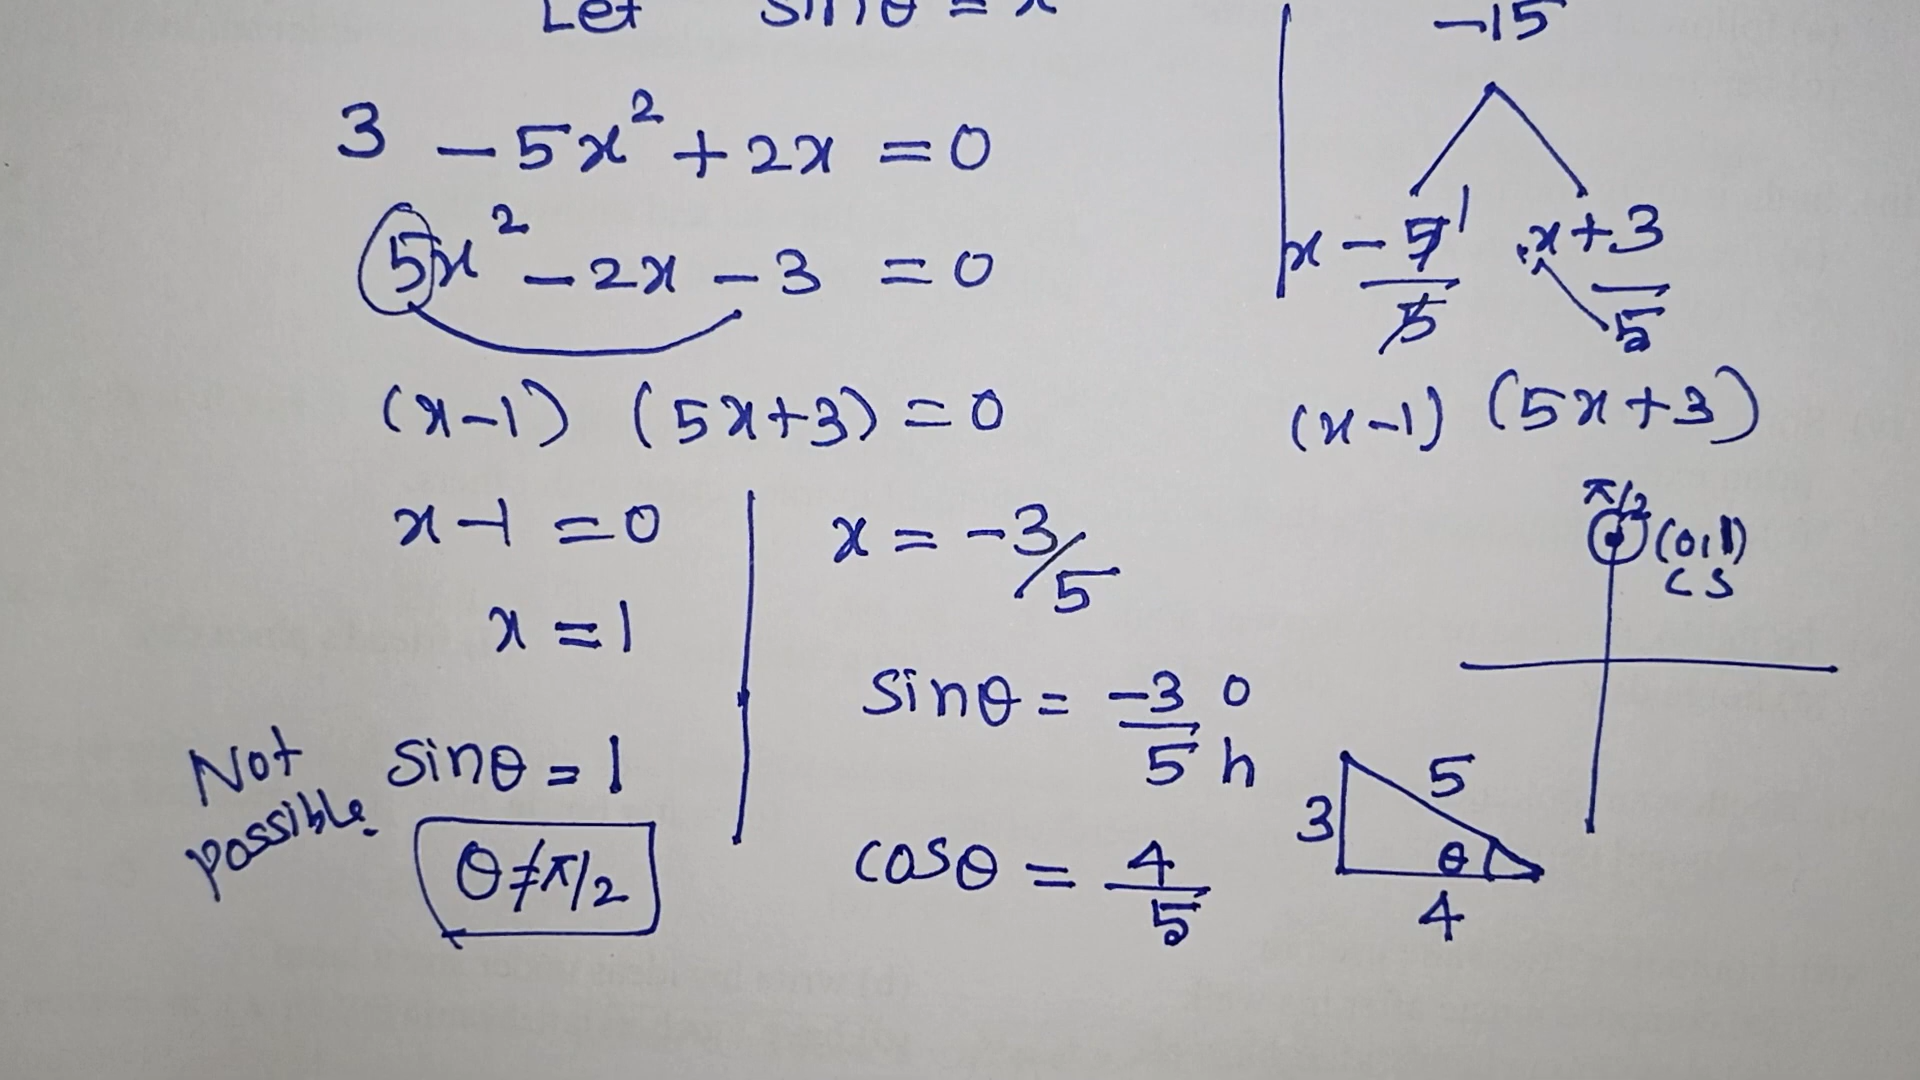 Let sinθ = x
3 - 5x² + 2x = 0
5x² - 2x - 3 = 0
(x-1) (5x+3) = 0
x-1 = 0
x = 1
Not possible. sinθ = 1
θ ≠ π/2
x = -3/5
sinθ = -3/5 o h
cosθ = 4/5
-15
x - 5/5 1 x + 3/5
(x-1) (5x+3)
π/2
(0,1)
C S
5
3
θ
4